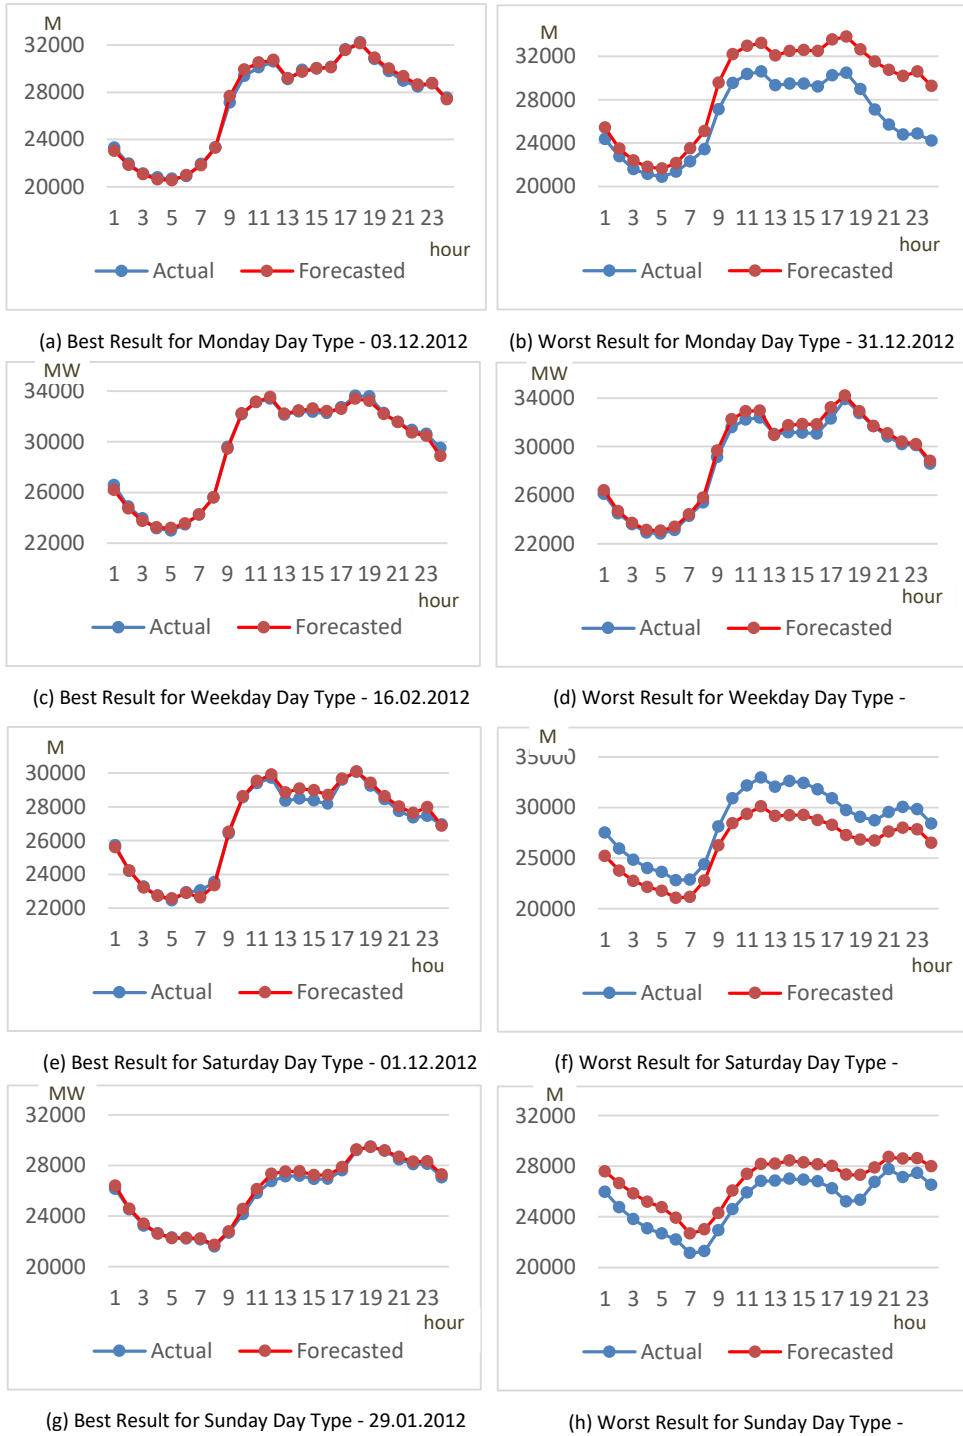 M
32000
28000
24000
20000
1 3 5 7 9 11 13 15 17 19 21 23
hour
Actual Forecasted
(a) Best Result for Monday Day Type - 03.12.2012
M
32000
28000
24000
20000
1 3 5 7 9 11 13 15 17 19 21 23
hour
Actual Forecasted
(b) Worst Result for Monday Day Type - 31.12.2012
MW
34000
30000
26000
22000
1 3 5 7 9 11 13 15 17 19 21 23
hour
Actual Forecasted
(c) Best Result for Weekday Day Type - 16.02.2012
MW
34000
30000
26000
22000
1 3 5 7 9 11 13 15 17 19 21 23
hour
Actual Forecasted
(d) Worst Result for Weekday Day Type -
M
30000
28000
26000
24000
22000
1 3 5 7 9 11 13 15 17 19 21 23
hou
Actual Forecasted
(e) Best Result for Saturday Day Type - 01.12.2012
M
35000
30000
25000
20000
1 3 5 7 9 11 13 15 17 19 21 23
hour
Actual Forecasted
(f) Worst Result for Saturday Day Type -
MW
32000
28000
24000
20000
1 3 5 7 9 11 13 15 17 19 21 23
hour
Actual Forecasted
(g) Best Result for Sunday Day Type - 29.01.2012
M
32000
28000
24000
20000
1 3 5 7 9 11 13 15 17 19 21 23
hou
Actual Forecasted
(h) Worst Result for Sunday Day Type -